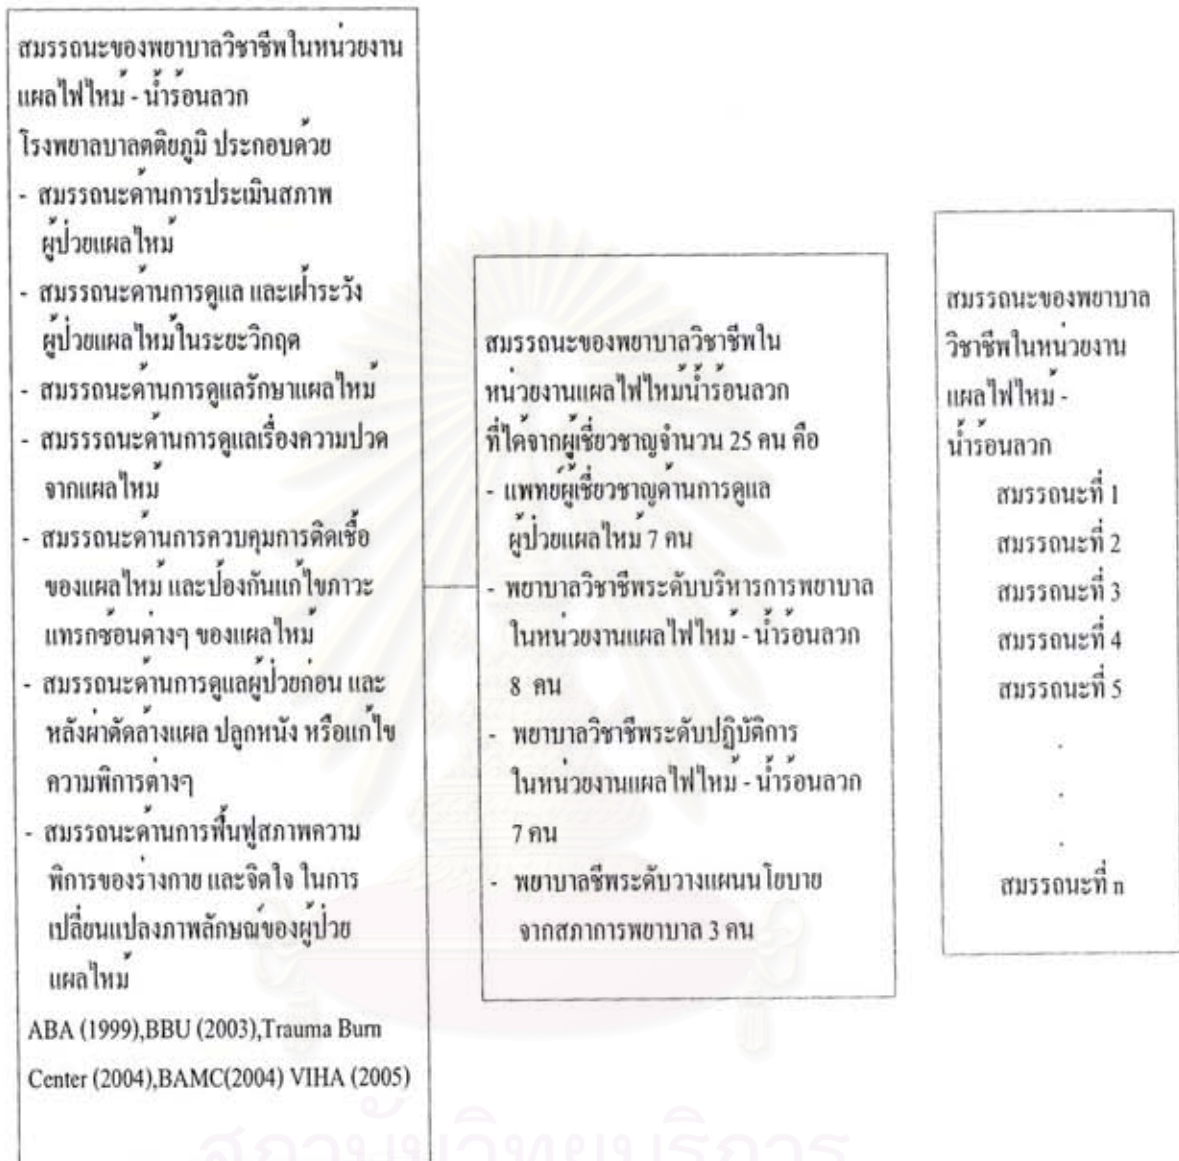 สมรรถนะของพยาบาลวิชาชีพในหน่วยงาน
แผลไฟไหม้ - น้ำร้อนลวก
โรงพยาลบาลตติยภูมิ ประกอบด้วย
- สมรรถนะด้านการประเมินสภาพ
ผู้ป่วยแผลไหม้
- สมรรถนะด้านการดูแล และเฝ้าระวัง
ผู้ป่วยแผลไหม้ในระยะวิกฤต
- สมรรถนะด้านการดูแลรักษาแผลไหม้
- สมรรรถนะด้านการดูแลเรื่องความปวด
จากแผลไหม้
- สมรรถนะด้านการควบคุมการติดเชื้อ
ของแผลไหม้ และป้องกันแก้ไขภาวะ
แทรกซ้อนต่างๆ ของแผลไหม้
- สมรรถนะด้านการดูแลผู้ป่วยก่อน และ
หลังผ่าตัดล้างแผล ปลูกหนัง หรือแก้ไข
ความพิการต่างๆ
- สมรรถนะด้านการฟื้นฟูสภาพความ
พิการของร่างกาย และจิตใจ ในการ
เปลี่ยนแปลงภาพลักษณ์ของผู้ป่วย
แผลไหม้
ABA (1999),BBU (2003),Trauma Burn
Center (2004),BAMC(2004) VIHA (2005)
สมรรถนะของพยาบาลวิชาชีพใน
หน่วยงานแผลไฟไหม้น้ำร้อนลวก
ที่ได้จากผู้เชี่ยวชาญจำนวน 25 คน คือ
- แพทย์ผู้เชี่ยวชาญด้านการดูแล
ผู้ป่วยแผลไหม้ 7 คน
- พยาบาลวิชาชีพระดับบริหารการพยาบาล
ในหน่วยงานแผลไฟไหม้ - น้ำร้อนลวก
8 คน
- พยาบาลวิชาชีพระดับปฏิบัติการ
ในหน่วยงานแผลไฟไหม้ - น้ำร้อนลวก
7 คน
- พยาบาลชีพระดับวางแผนนโยบาย
จากสภาการพยาบาล 3 คน
สมรรถนะของพยาบาล
วิชาชีพในหน่วยงาน
แผลไฟไหม้ -
น้ำร้อนลวก
สมรรถนะที่ 1
สมรรถนะที่ 2
สมรรถนะที่ 3
สมรรถนะที่ 4
สมรรถนะที่ 5
.
.
.
สมรรถนะที่ n
สถาบันวิทยบริการ